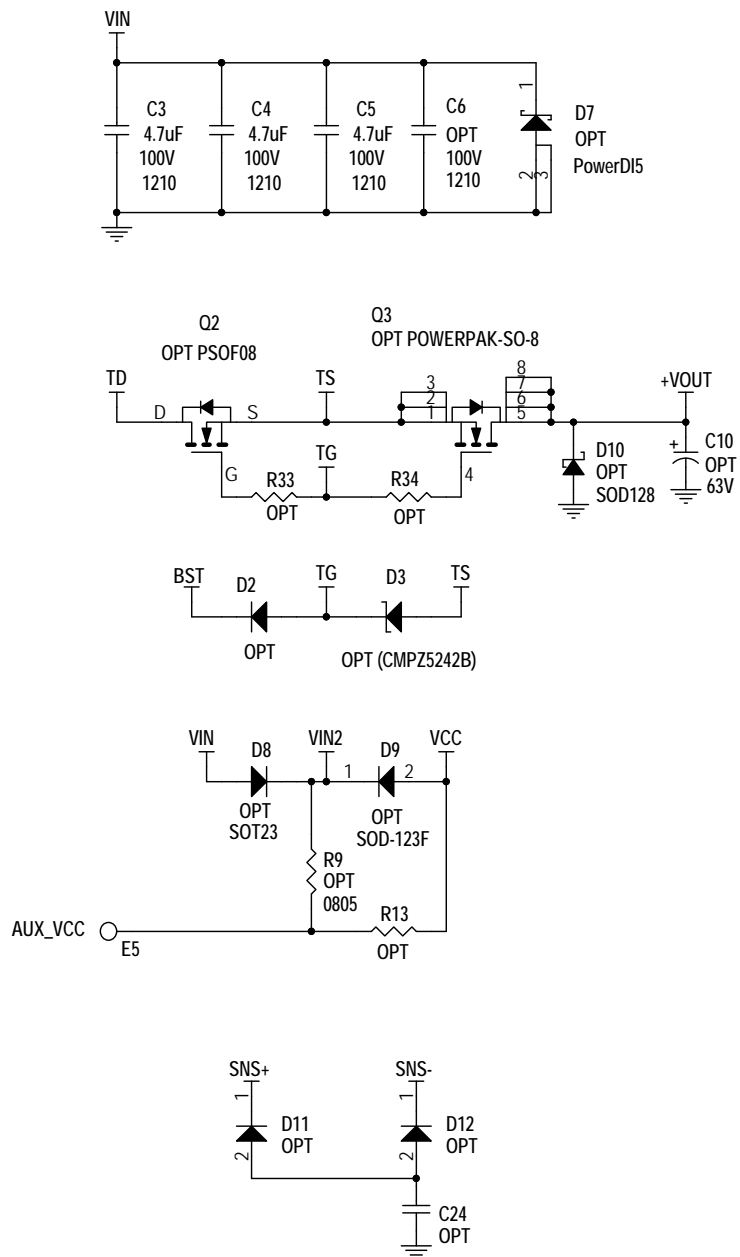 VIN
C3
4.7uF
100V
1210
C4
4.7uF
100V
1210
C5
4.7uF
100V
1210
C6
OPT
100V
1210
1
2
3
D7
OPT
PowerDI5
Q2
OPT PSOF08
Q3
OPT POWERPAK-SO-8
TD
D
S
G
TS
3
2
1
8
7
6
5
4
+VOUT
TG
R33
OPT
R34
OPT
D10
OPT
SOD128
+
C10
OPT
63V
BST
D2
OPT
TG
D3
TS
OPT (CMPZ5242B)
VIN
D8
OPT
SOT23
VIN2
1
D9
2
OPT
SOD-123F
VCC
R9
OPT
0805
R13
OPT
AUX_VCC
E5
SNS+
1
D11
OPT
2
SNS-
1
D12
OPT
2
C24
OPT